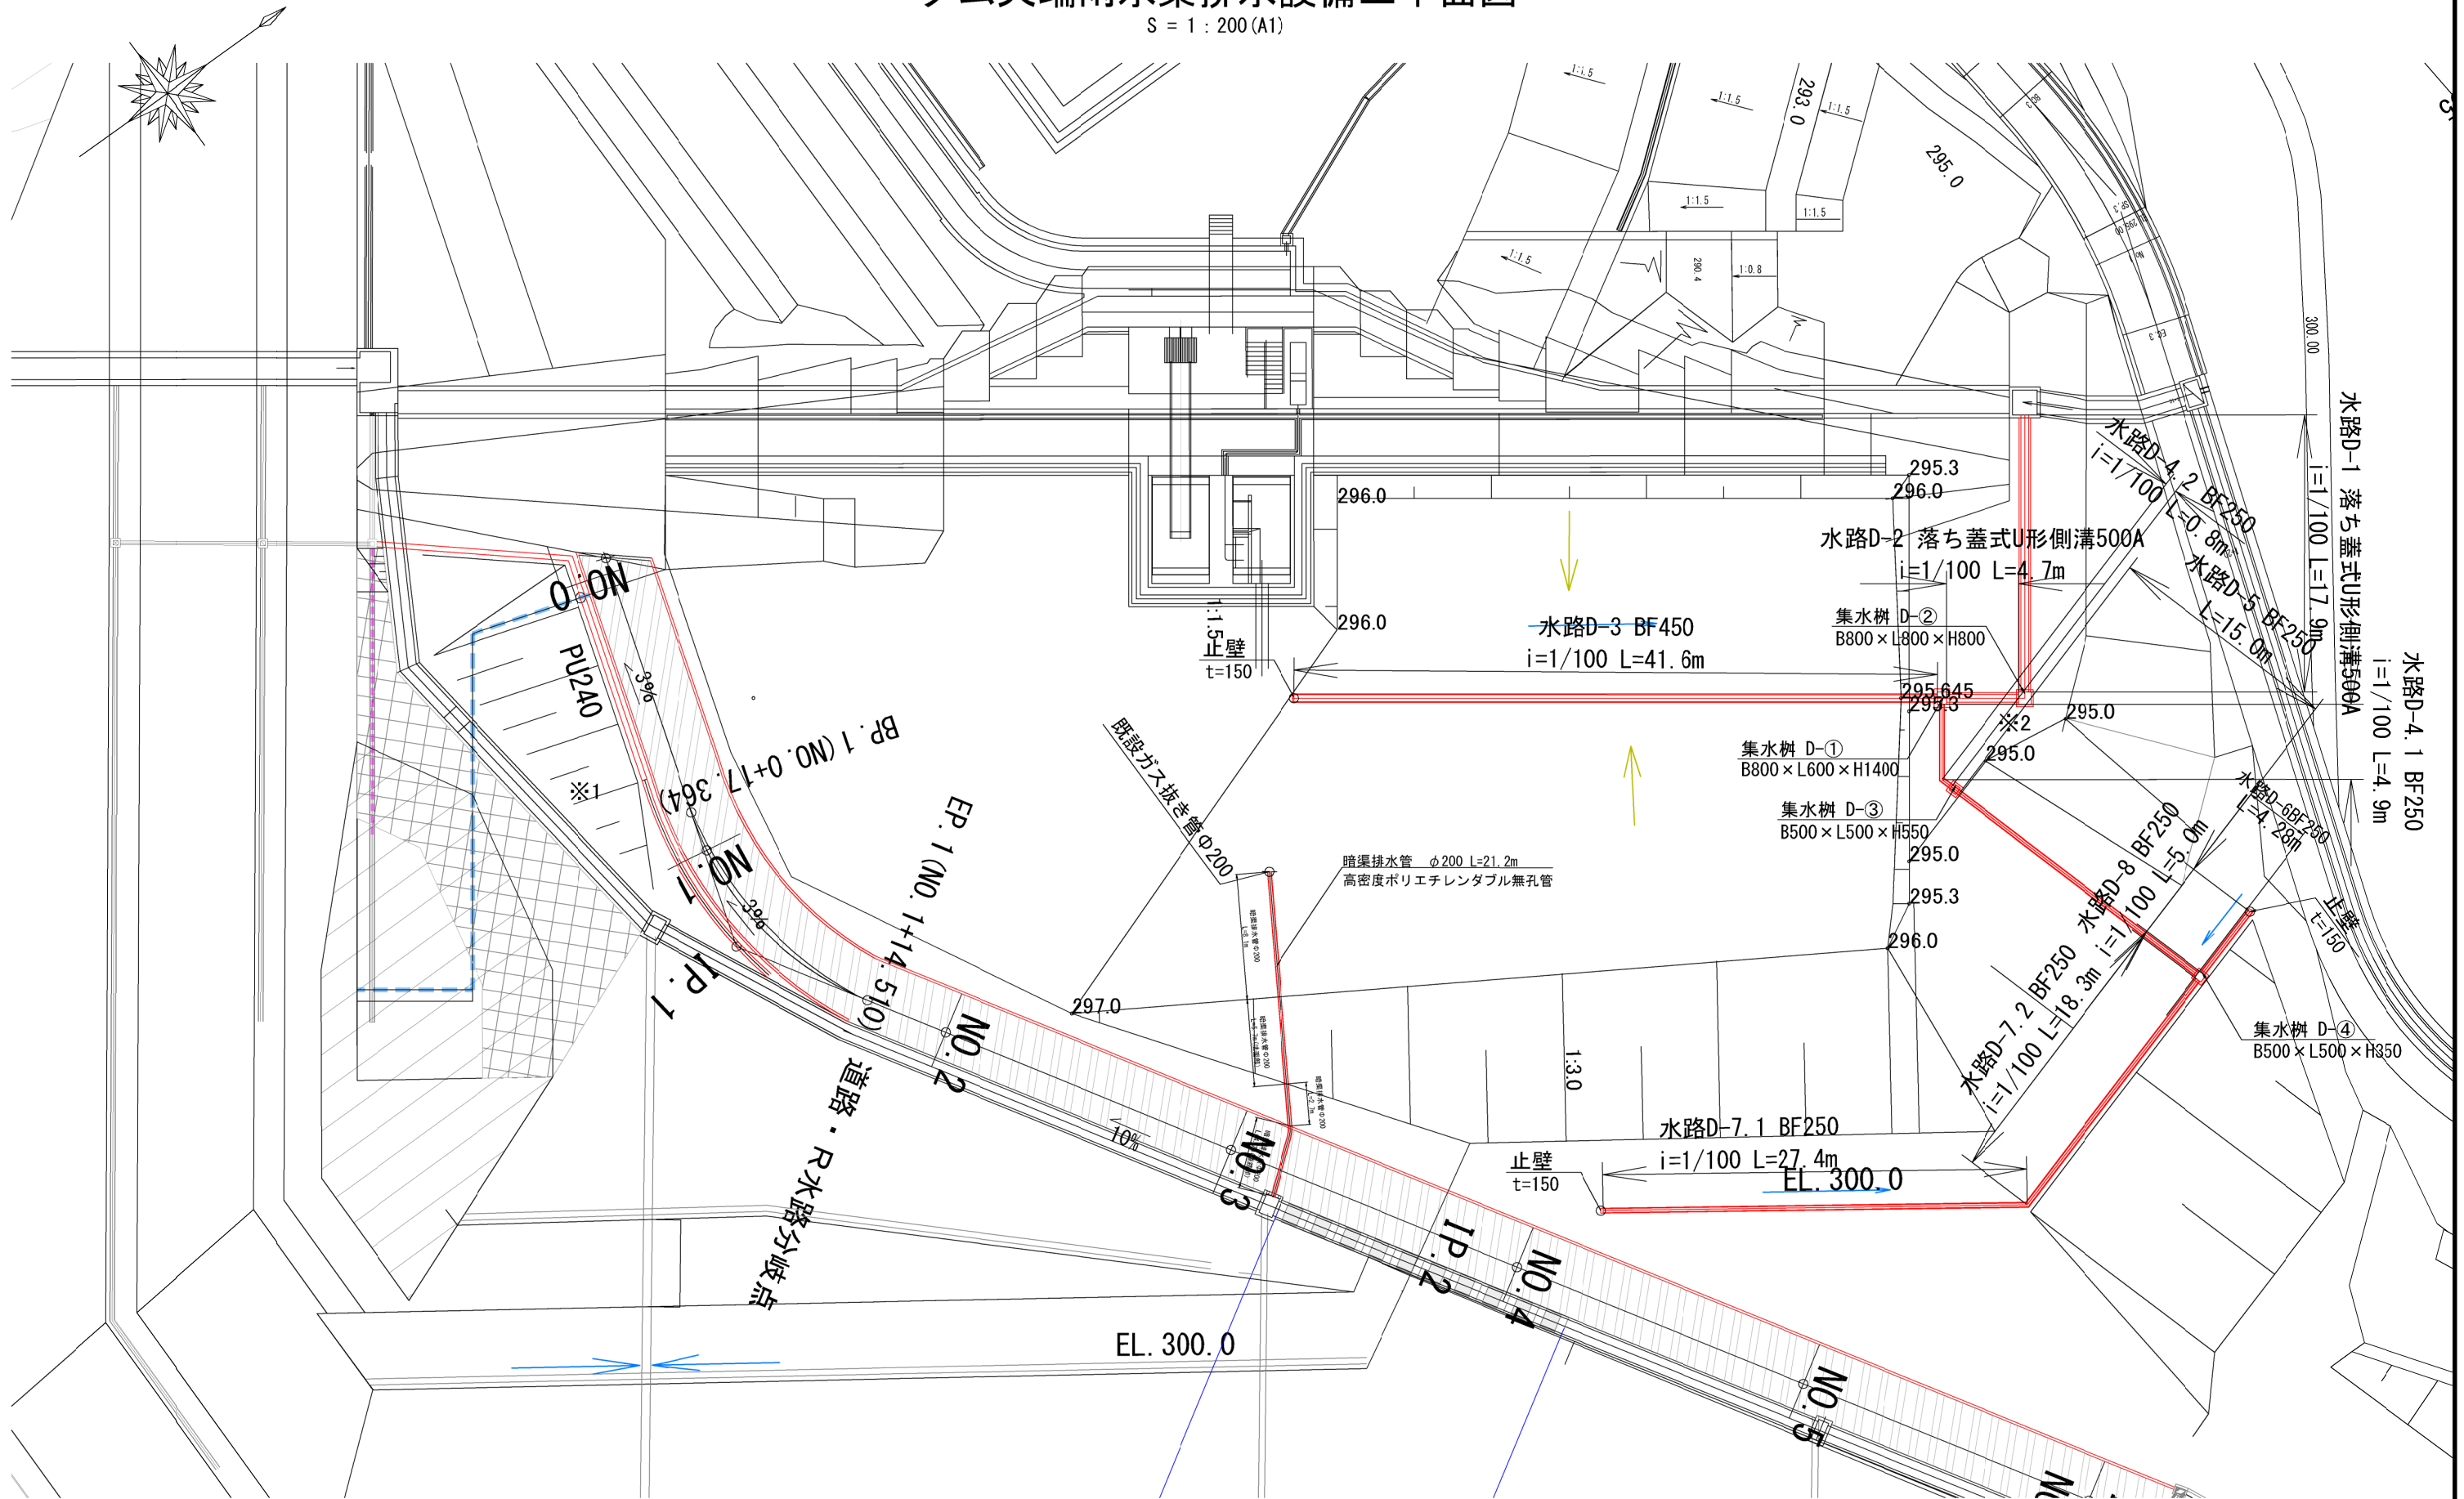 S = 1 : 200(A1)
1:1.5
1:1.5
293.0
1:1.5
295.0
1:1.5
1:1.5
1:1.5
290.4
1:0.8
EC.3
300.00
水路D-1 落ち蓋式U形側溝500A
i=1/100 L=17.9m
水路D-4.2 BF250
i=1/100 L=0.8m
水路D-5 BF250
L=15.0m
水路D-4.1 BF250
i=1/100 L=4.9m
295.3
296.0
296.0
水路D-2 落ち蓋式U形側溝500A
i=1/100 L=4.7m
集水桝 D-②
B800×L800×H800
296.0
水路D-3 BF450
i=1/100 L=41.6m
1:1.5
止壁
t=150
295.645
295.3
※2
295.0
295.0
集水桝 D-①
B800×L600×H1400
集水桝 D-③
B500×L500×H550
295.0
295.3
296.0
水路D-6BF250
L=4.28m
水路D-8 BF250
i=1/100 L=5.0m
止壁
t=150
水路D-7.2 BF250
i=1/100 L=18.3m
集水桝 D-④
B500×L500×H350
NO.0
PU240
3%
※1
BP.1(NO.0+17.364)
NO.1
3%
IP.1
EP.1(NO.1+14.510)
既設ガス抜き管Φ200
暗渠排水管 φ200 L=21.2m
高密度ポリエチレンダブル無孔管
297.0
NO.2
道路・R水路分岐点
10%
NO.3
1:3.0
水路D-7.1 BF250
i=1/100 L=27.4m
止壁
t=150
EL.300.0
IP.2
NO.4
EL.300.0
NO.5